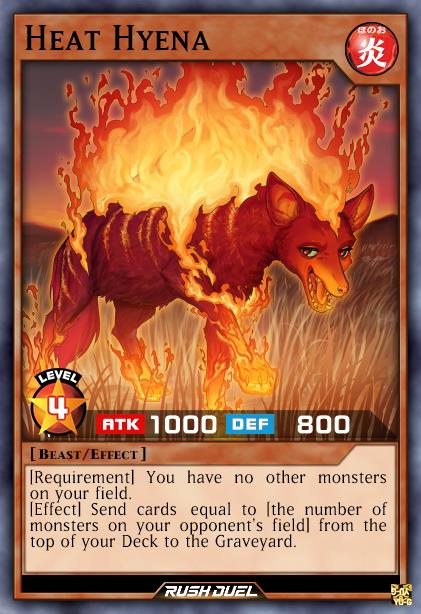 HEAT HYENA
ほのお
炎
LEVEL
4
ATK 1000 DEF 800
[BEAST/EFFECT]
[Requirement] You have no other monsters
on your field.
[Effect] Send cards equal to [the number of
monsters on your opponent's field] from the
top of your Deck to the Graveyard.
RUSH DUEL